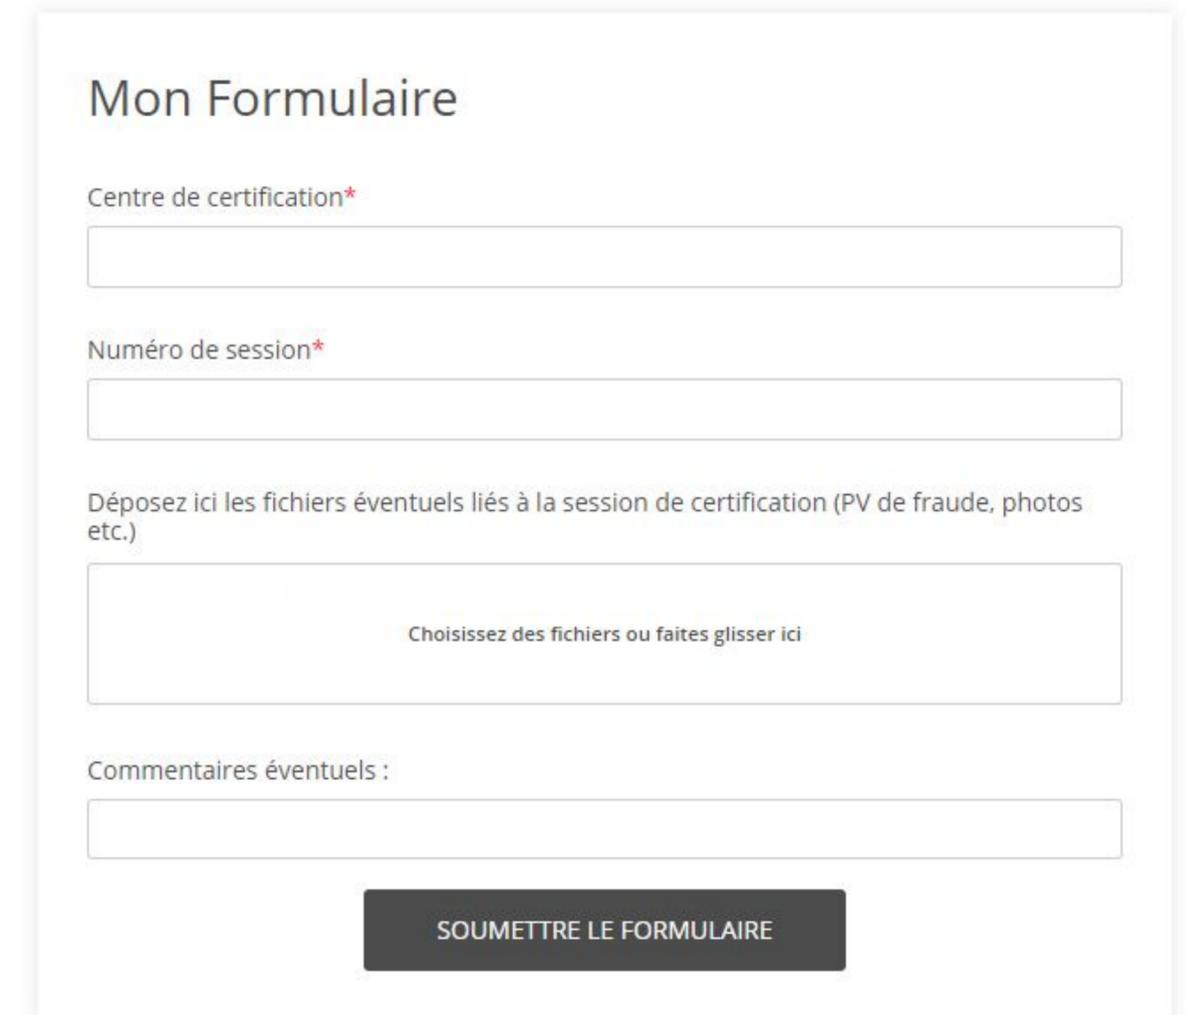 Mon Formulaire
Centre de certification*
Numéro de session*
Déposez ici les fichiers éventuels liés à la session de certification (PV de fraude, photos
etc.)
Choisissez des fichiers ou faites glisser ici
Commentaires éventuels :
SOUMETTRE LE FORMULAIRE